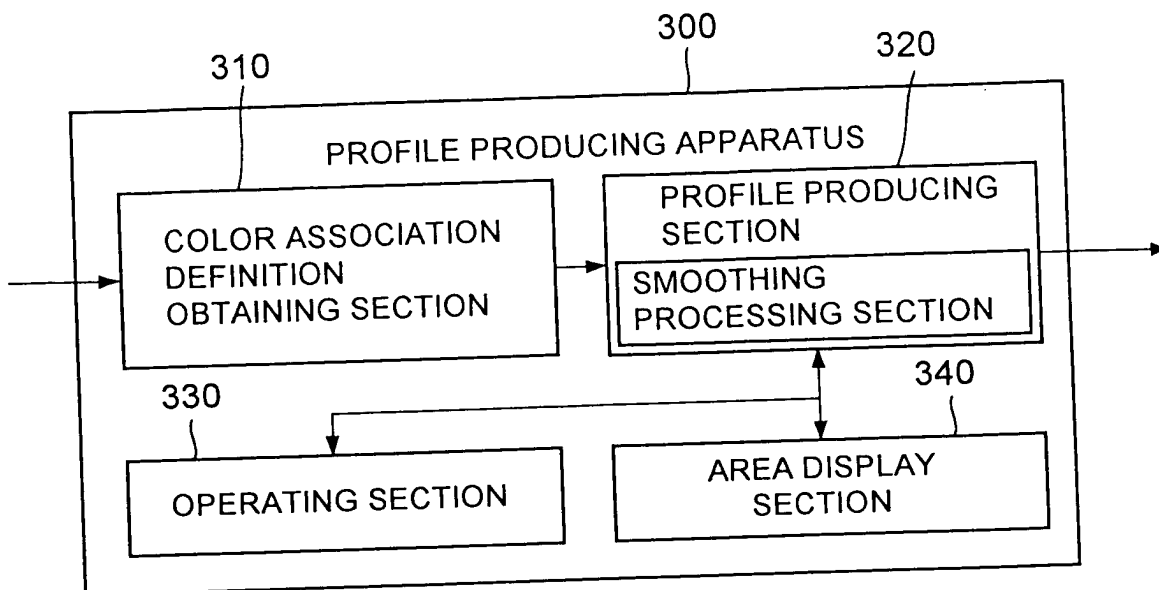 300
310
320
PROFILE PRODUCING APPARATUS
COLOR ASSOCIATION
DEFINITION
OBTAINING SECTION
PROFILE PRODUCING
SECTION
SMOOTHING
PROCESSING SECTION
330
340
OPERATING SECTION
AREA DISPLAY
SECTION